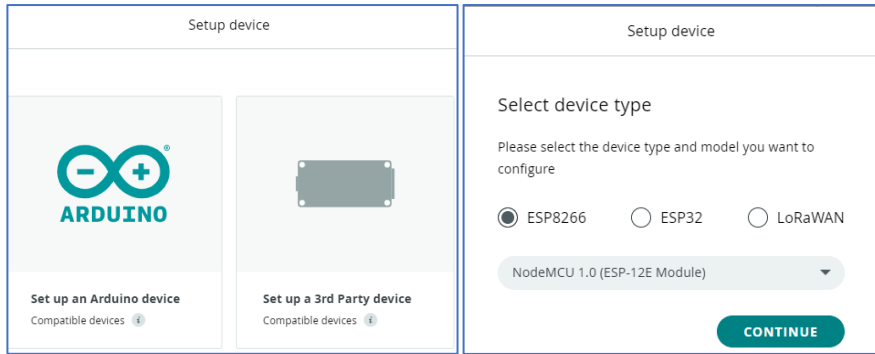 Setup device
ARDUINO
Set up an Arduino device
Compatible devices i
Set up a 3rd Party device
Compatible devices i
Setup device
Select device type
Please select the device type and model you want to
configure
ESP8266
ESP32
LoRaWAN
NodeMCU 1.0 (ESP-12E Module)
CONTINUE